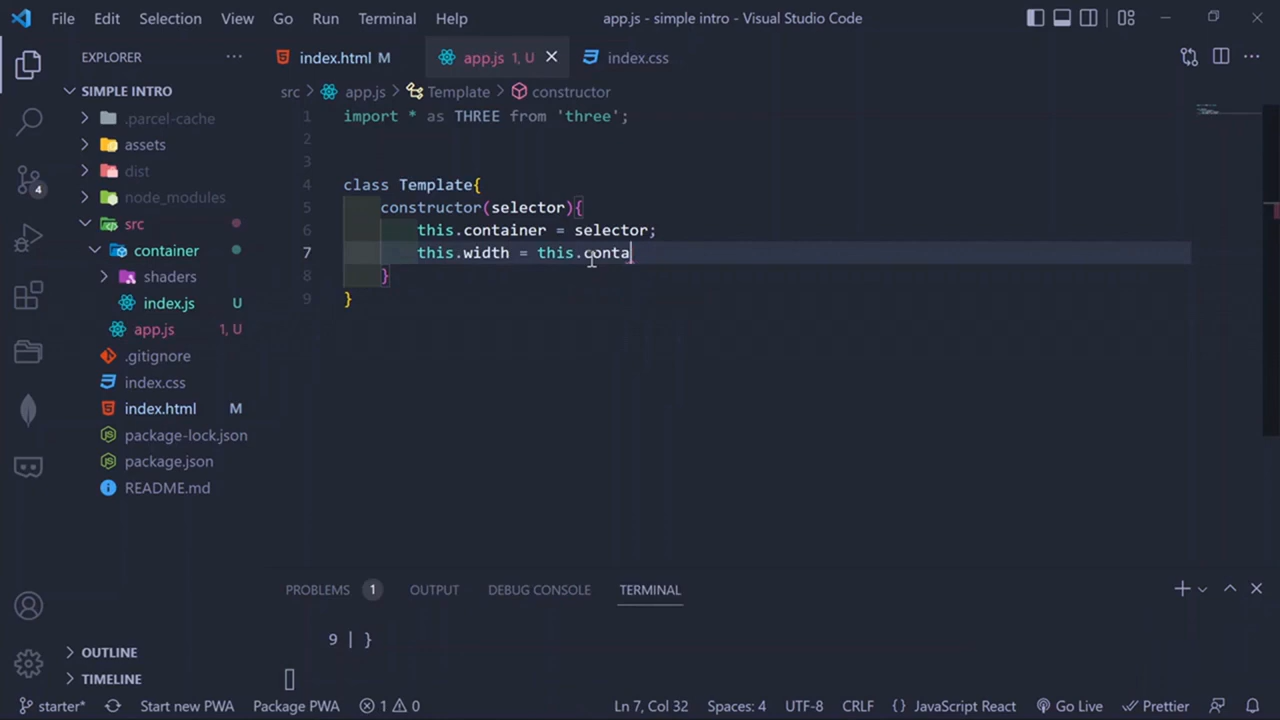 File Edit Selection View Go Run Terminal Help app.js - simple intro - Visual Studio Code
EXPLORER ···
index.html M app.js 1, U index.css
SIMPLE INTRO
src > app.js > Template > constructor
.parcel-cache
assets
dist
node_modules
src
container
shaders
index.js U
app.js 1, U
.gitignore
index.css
index.html M
package-lock.json
package.json
README.md
OUTLINE
TIMELINE
4
1 import * as THREE from 'three';
2
3
4 class Template{
5 constructor(selector){
6 this.container = selector;
7 this.width = this.conta
8 }
9 }
PROBLEMS 1 OUTPUT DEBUG CONSOLE TERMINAL
9 | }
starter* Start new PWA Package PWA 1 0 Ln 7, Col 32 Spaces: 4 UTF-8 CRLF {} JavaScript React Go Live Prettier